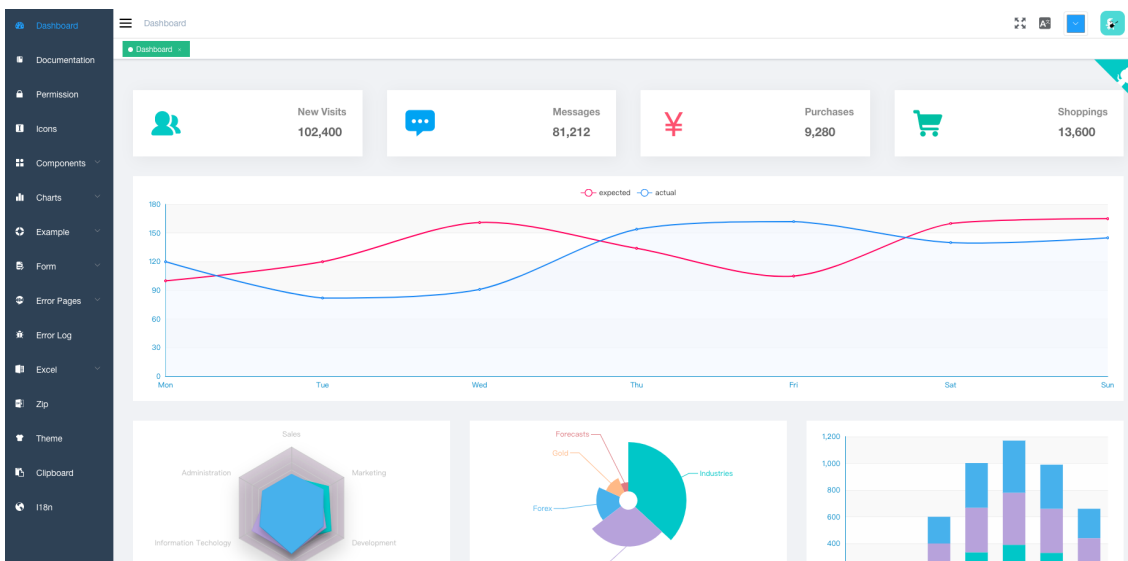 Dashboard
Documentation
Permission
Icons
Components
Charts
Example
Form
Error Pages
Error Log
Excel
Zip
Theme
Clipboard
I18n
Dashboard
Dashboard ×
New Visits
102,400
Messages
81,212
Purchases
9,280
Shoppings
13,600
expected actual
180
150
120
90
60
30
0
Mon Tue Wed Thu Fri Sat Sun
Sales
Administration
Marketing
Information Techology
Development
Forecasts
Gold
Industries
Forex
1,200
1,000
800
600
400